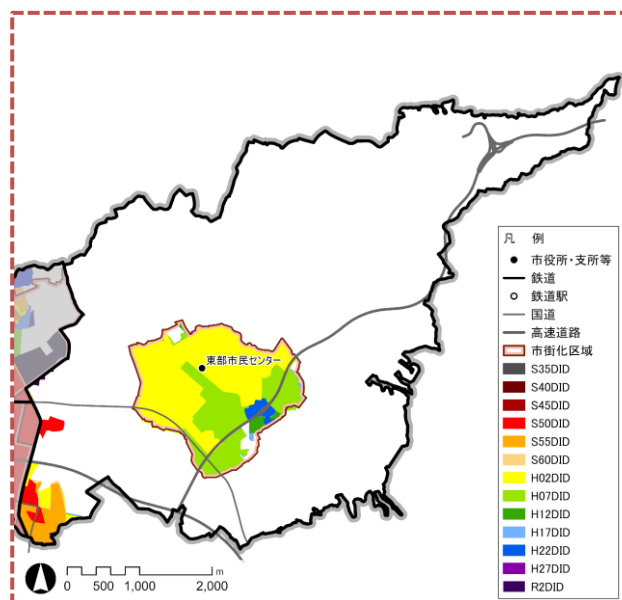 東部市民センター
凡 例
市役所・支所等
鉄道
鉄道駅
国道
高速道路
市街化区域
S35DID
S40DID
S45DID
S50DID
S55DID
S60DID
H02DID
H07DID
H12DID
H17DID
H22DID
H27DID
R2DID
0 500 1,000 2,000 m